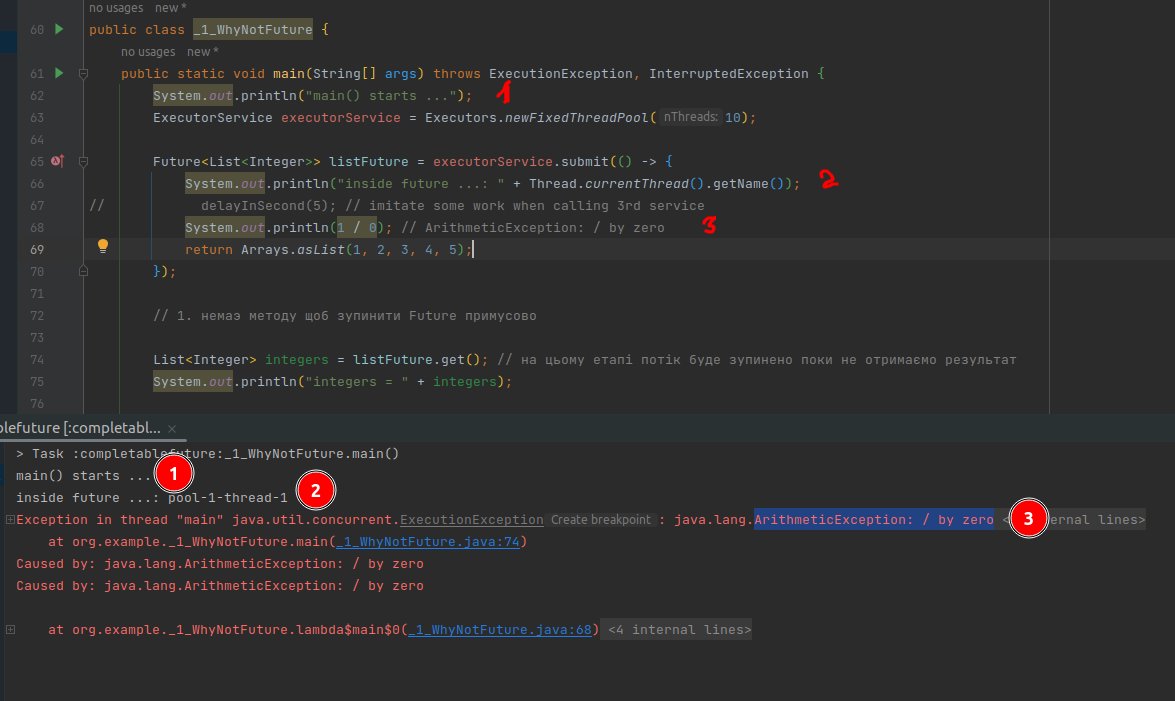 no usages   new *
60 public class _1_WhyNotFuture {
no usages   new *
61 public static void main(String[] args) throws ExecutionException, InterruptedException {
62 System.out.println("main() starts ..."); 1
63 ExecutorService executorService = Executors.newFixedThreadPool( nThreads: 10);
64
65 Future<List<Integer>> listFuture = executorService.submit(() -> {
66 System.out.println("inside future ...: " + Thread.currentThread().getName()); 2
67 // delayInSecond(5); // imitate some work when calling 3rd service
68 System.out.println(1 / 0); // ArithmeticException: / by zero 3
69 return Arrays.asList(1, 2, 3, 4, 5);
70 });
71
72 // 1. немаэ методу щоб зупинити Future примусово
73
74 List<Integer> integers = listFuture.get(); // на цьому етапі потік буде зупинено поки не отримаємо результат
75 System.out.println("integers = " + integers);
76
lefuture [:completabl... ×
> Task :completablefuture:_1_WhyNotFuture.main()
main() starts ... 1
inside future ...: pool-1-thread-1 2
Exception in thread "main" java.util.concurrent.ExecutionException Create breakpoint : java.lang.ArithmeticException: / by zero < 3 ernal lines>
at org.example._1_WhyNotFuture.main(_1_WhyNotFuture.java:74)
Caused by: java.lang.ArithmeticException: / by zero
Caused by: java.lang.ArithmeticException: / by zero
at org.example._1_WhyNotFuture.lambda$main$0(_1_WhyNotFuture.java:68) <4 internal lines>